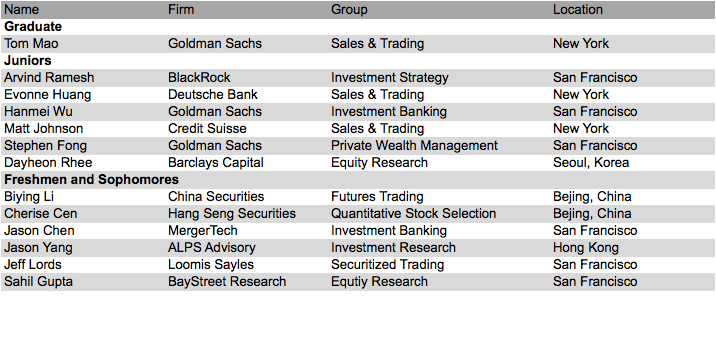 Name Firm Group Location
Graduate
Tom Mao Goldman Sachs Sales & Trading New York
Juniors
Arvind Ramesh BlackRock Investment Strategy San Francisco
Evonne Huang Deutsche Bank Sales & Trading New York
Hanmei Wu Goldman Sachs Investment Banking San Francisco
Matt Johnson Credit Suisse Sales & Trading New York
Stephen Fong Goldman Sachs Private Wealth Management San Francisco
Dayheon Rhee Barclays Capital Equity Research Seoul, Korea
Freshmen and Sophomores
Biying Li China Securities Futures Trading Bejing, China
Cherise Cen Hang Seng Securities Quantitative Stock Selection Bejing, China
Jason Chen MergerTech Investment Banking San Francisco
Jason Yang ALPS Advisory Investment Research Hong Kong
Jeff Lords Loomis Sayles Securitized Trading San Francisco
Sahil Gupta BayStreet Research Equtiy Research San Francisco